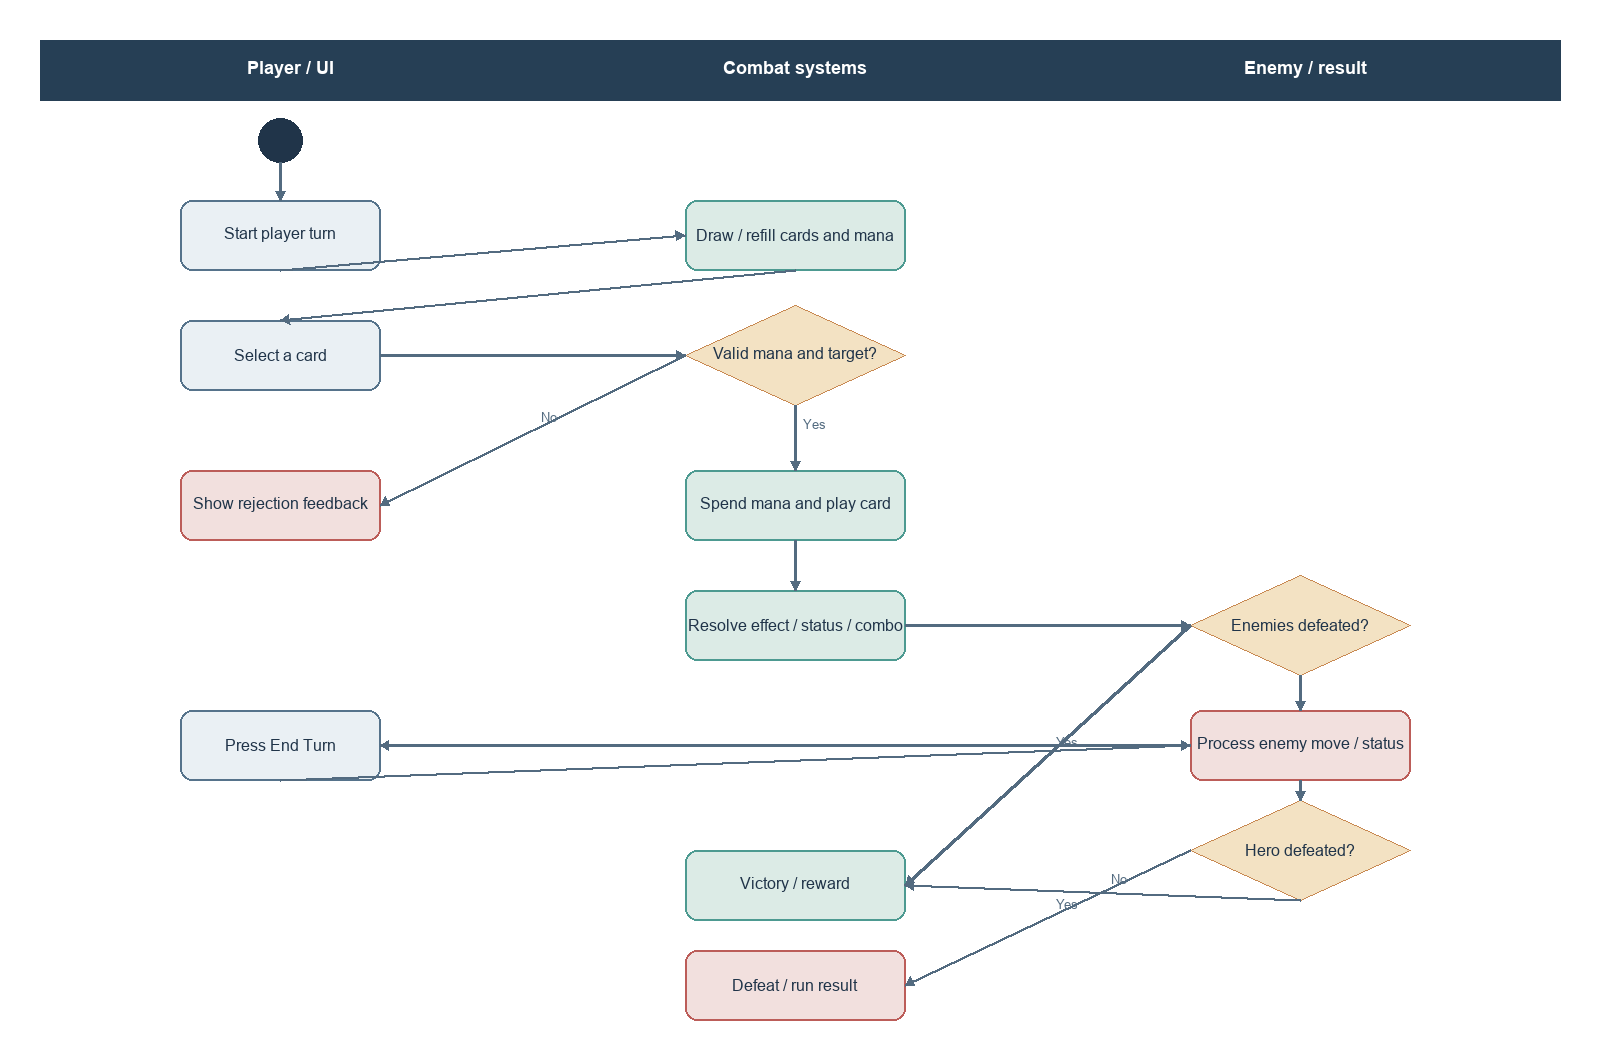 Player / UI
Combat systems
Enemy / result
Start player turn
Draw / refill cards and mana
Select a card
Valid mana and target?
No
Yes
Show rejection feedback
Spend mana and play card
Resolve effect / status / combo
Enemies defeated?
Press End Turn
Yes
Process enemy move / status
Victory / reward
Hero defeated?
No
Yes
Defeat / run result